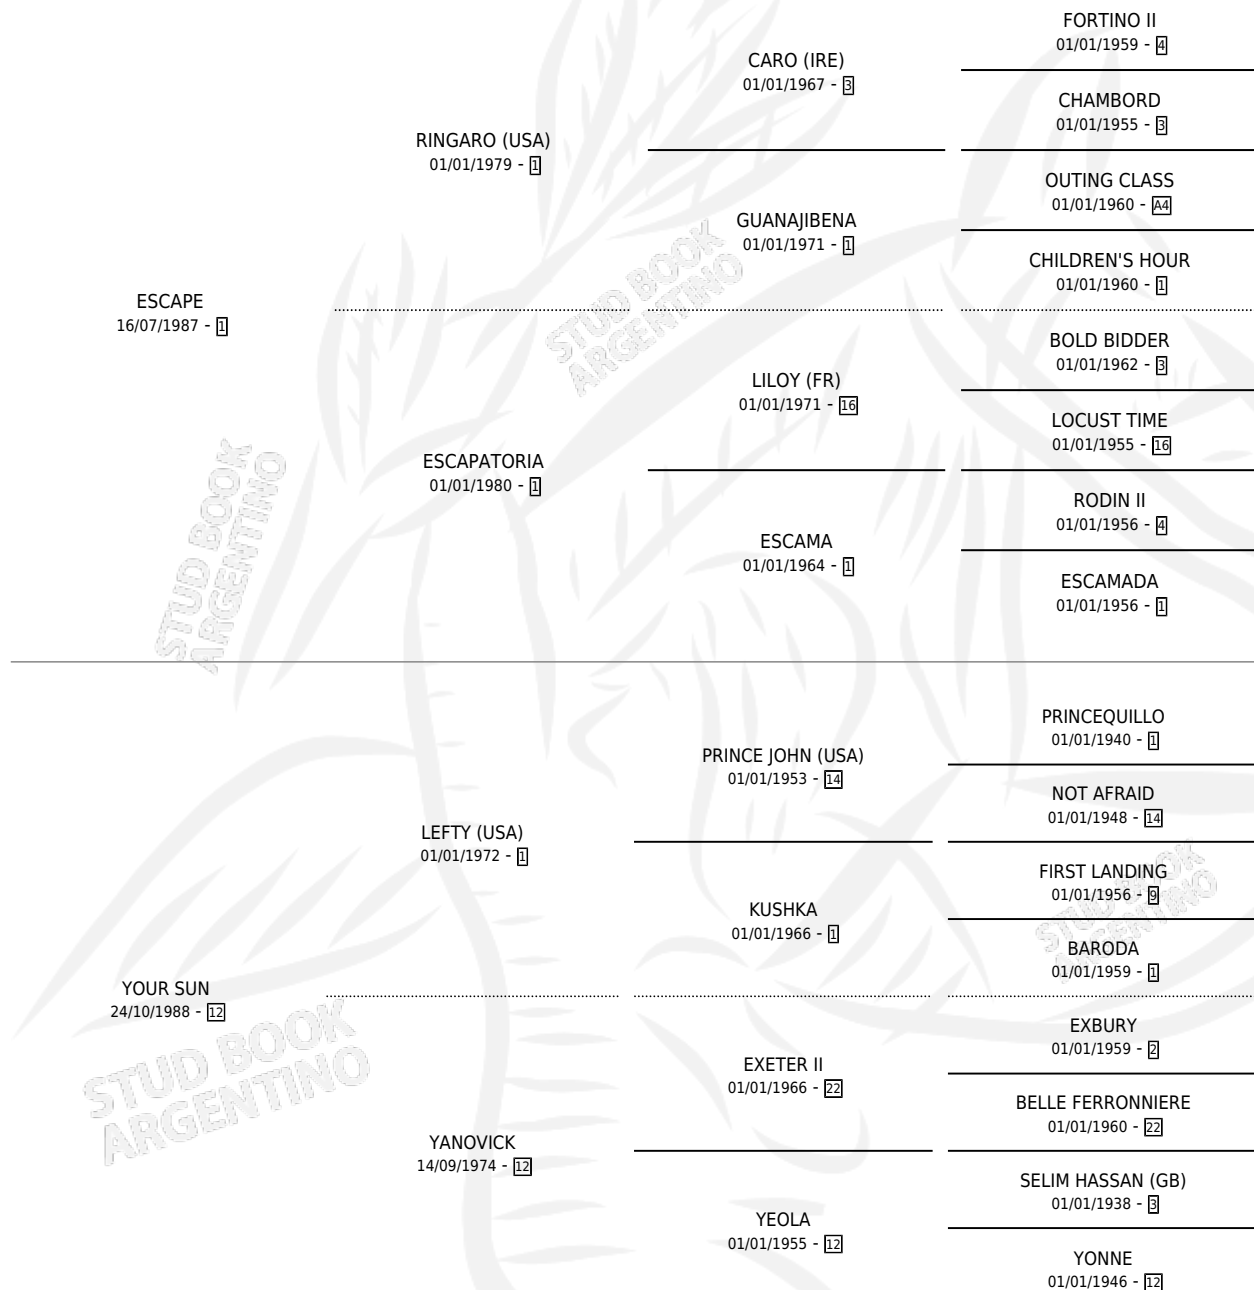 FORTINO II
01/01/1959 - 4
CARO (IRE)
01/01/1967 - 3
CHAMBORD
01/01/1955 - 3
RINGARO (USA)
01/01/1979 - 1
OUTING CLASS
01/01/1960 - A4
GUANAJIBENA
01/01/1971 - 1
CHILDREN'S HOUR
01/01/1960 - 1
ESCAPE
16/07/1987 - 1
BOLD BIDDER
01/01/1962 - 3
LILOY (FR)
01/01/1971 - 16
LOCUST TIME
01/01/1955 - 16
ESCAPATORIA
01/01/1980 - 1
RODIN II
01/01/1956 - 4
ESCAMA
01/01/1964 - 1
ESCAMADA
01/01/1956 - 1
PRINCEQUILLO
01/01/1940 - 1
PRINCE JOHN (USA)
01/01/1953 - 14
NOT AFRAID
01/01/1948 - 14
LEFTY (USA)
01/01/1972 - 1
FIRST LANDING
01/01/1956 - 9
KUSHKA
01/01/1966 - 1
BARODA
01/01/1959 - 1
YOUR SUN
24/10/1988 - 12
EXBURY
01/01/1959 - 2
EXETER II
01/01/1966 - 22
BELLE FERRONNIERE
01/01/1960 - 22
YANOVICK
14/09/1974 - 12
SELIM HASSAN (GB)
01/01/1938 - 3
YEOLA
01/01/1955 - 12
YONNE
01/01/1946 - 12
STUD BOOK
ARGENTINO
STUD BOOK
ARGENTINO
STUD BOOK
ARGENTINO
STUD BOOK
ARGENTINO